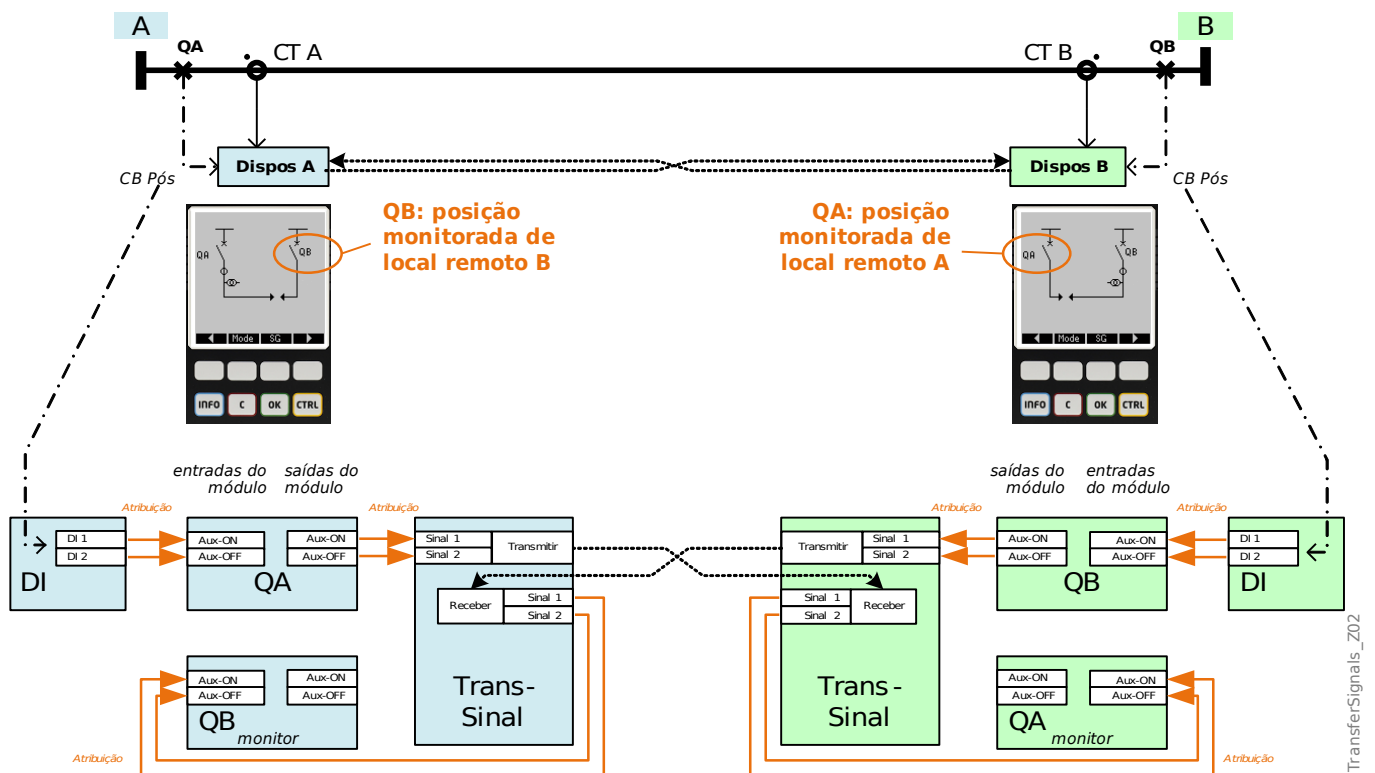 A
B
QA
CT A
CT B
QB
Dispos A
Dispos B
CB Pós
CB Pós
QB: posição
monitorada de
local remoto B
QA: posição
monitorada de
local remoto A
QA
QB
Mode
SG
INFO
C
OK
CTRL
QA
QB
Mode
SG
INFO
C
OK
CTRL
entradas do
módulo
saídas do
módulo
saídas do
módulo
entradas
do módulo
Atribuição
Atribuição
Atribuição
Atribuição
DI 1
DI 2
DI
Aux-ON
Aux-OFF
Aux-ON
Aux-OFF
QA
Sinal 1
Sinal 2
Transmitir
Receber
Sinal 1
Sinal 2
Trans-
Sinal
Transmitir
Sinal 1
Sinal 2
Sinal 1
Sinal 2
Receber
Trans-
Sinal
Aux-ON
Aux-OFF
Aux-ON
Aux-OFF
QB
DI 1
DI 2
DI
Aux-ON
Aux-OFF
Aux-ON
Aux-OFF
QB
monitor
Aux-ON
Aux-OFF
Aux-ON
Aux-OFF
QA
monitor
Atribuição
Atribuição
TransferSignals_Z02